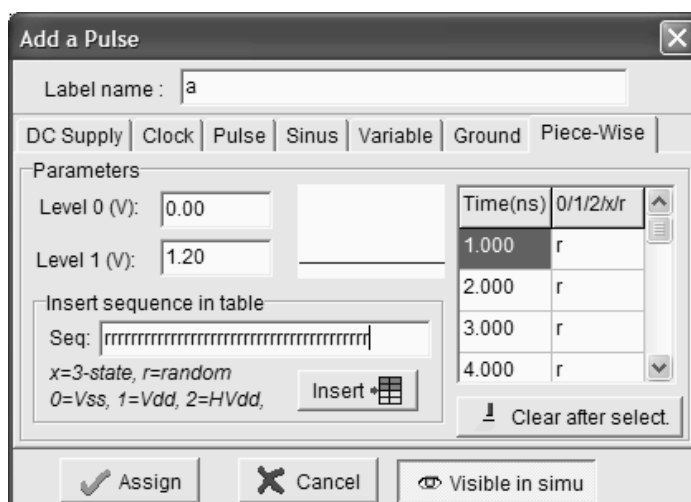 Add a Pulse
Label name : a
DC Supply Clock Pulse Sinus Variable Ground Piece-Wise
Parameters
Level 0 (V): 0.00
Level 1 (V): 1.20
Time(ns) 0/1/2/x/r
1.000 r
2.000 r
3.000 r
4.000 r
Insert sequence in table
Seq: rrrrrrrrrrrrrrrrrrrrrrrrrrrrrrrrrrrrrrrr
x=3-state, r=random
0=Vss, 1=Vdd, 2=HVdd,
Insert
Clear after select.
Assign Cancel Visible in simu